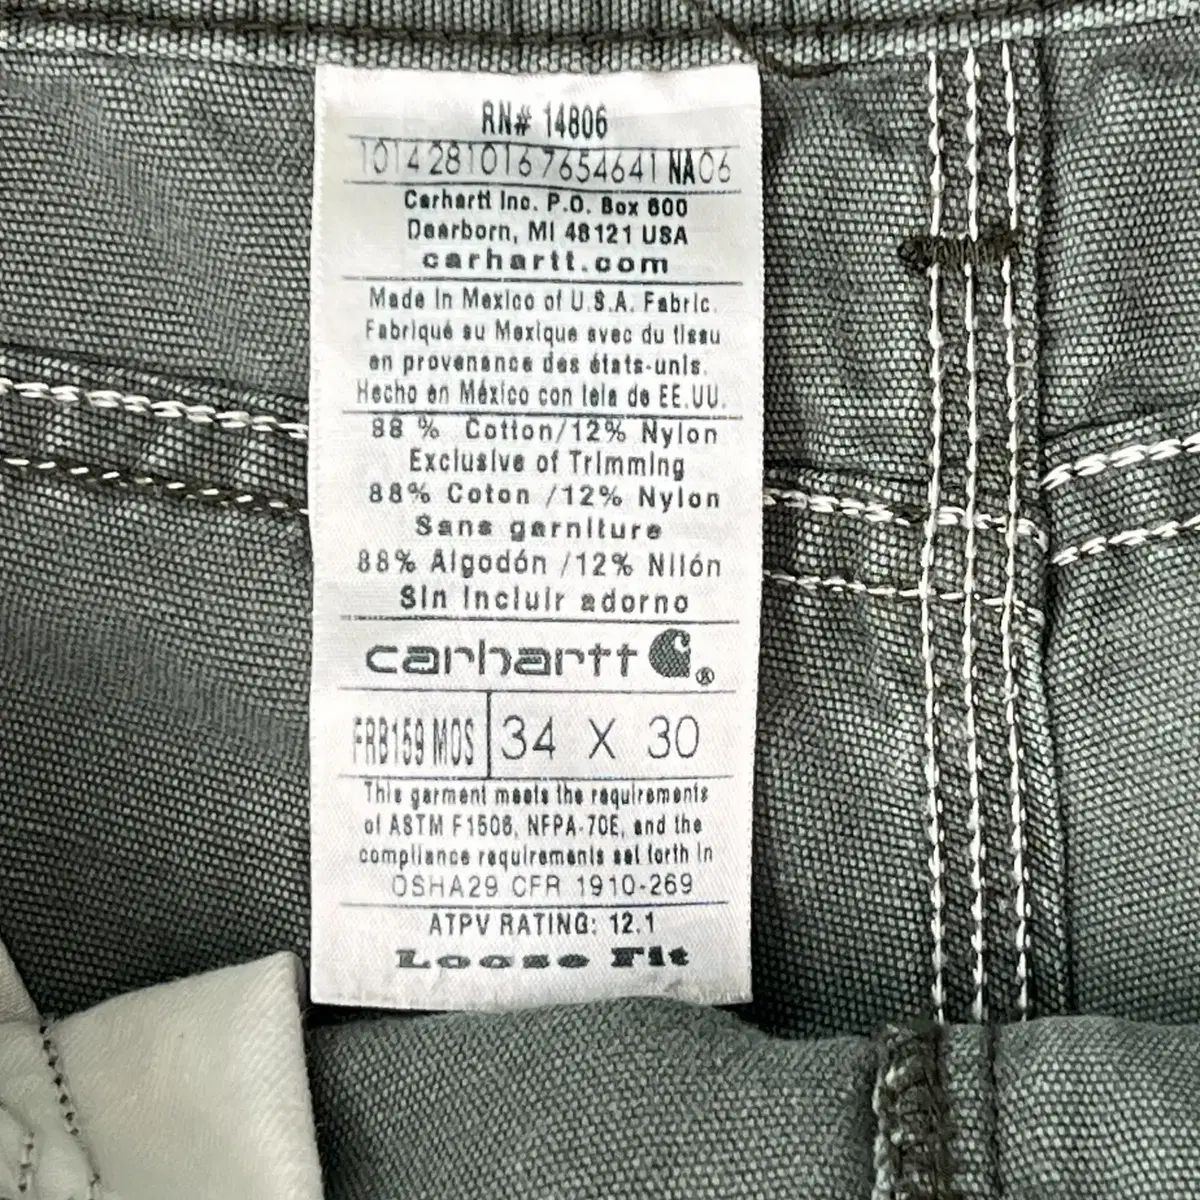 RN# 14806
10142810167654641 NA06
Carhartt Inc. P.O. Box 600
Dearborn, MI 48121 USA
carhartt.com
Made In Mexico of U.S.A. Fabric.
Fabriqué au Mexique avec du tissu
en provenance des états-unis.
Hecho en México con tela de EE.UU.
88 % Cotton/12% Nylon
Exclusive of Trimming
88% Coton /12% Nylon
Sans garniture
88% Algodón /12% Nilón
Sin incluir adorno
carhartt ®
FRB159 MOS 34 X 30
This garment meets the requirements
of ASTM F1506, NFPA-70E, and the
compliance requirements set forth in
OSHA29 CFR 1910-269
ATPV RATING: 12.1
Loose Fit